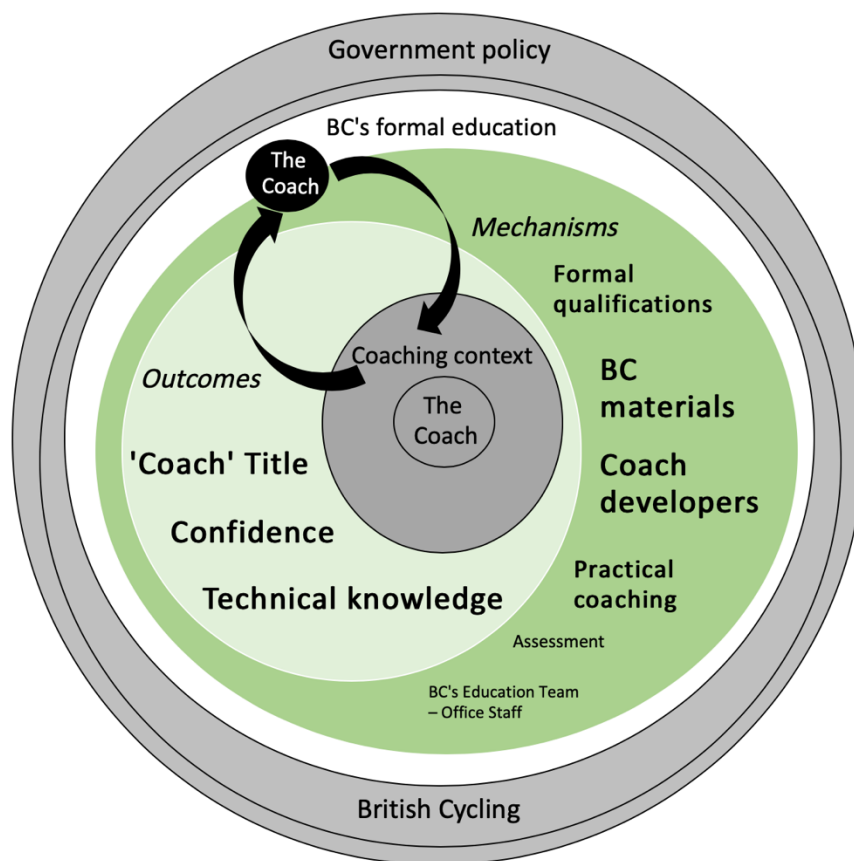 Government policy
BC's formal education
The
Coach
Mechanisms
Formal
qualifications
Coaching context
The
Coach
Outcomes
BC
materials
'Coach' Title
Coach
developers
Confidence
Technical knowledge
Practical
coaching
Assessment
BC's Education Team
– Office Staff
British Cycling